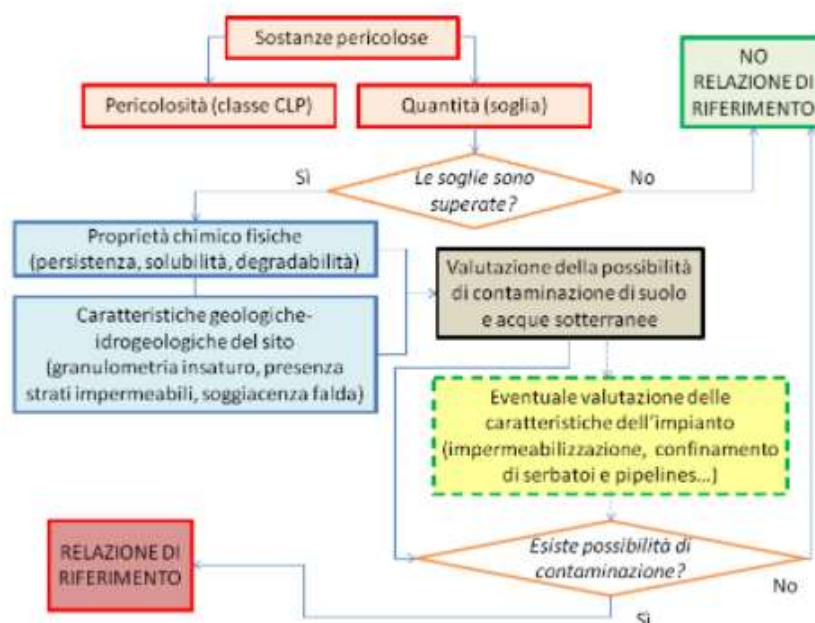 Sostanze pericolose
NO
RELAZIONE DI
RIFERIMENTO
Pericolosità (classe CLP)
Quantità (soglia)
Sì
Le soglie sono
superate?
No
Proprietà chimico fisiche
(persistenza, solubilità, degradabilità)
Valutazione della possibilità
di contaminazione di suolo
e acque sotterranee
Caratteristiche geologiche-
idrogeologiche del sito
(granulometria insaturo, presenza
strati impermeabili, soggiacenza falda)
Eventuale valutazione delle
caratteristiche dell'impianto
(impermeabilizzazione, confinamento
di serbatoi e pipelines...)
RELAZIONE DI
RIFERIMENTO
Esiste possibilità di
contaminazione?
No
Sì